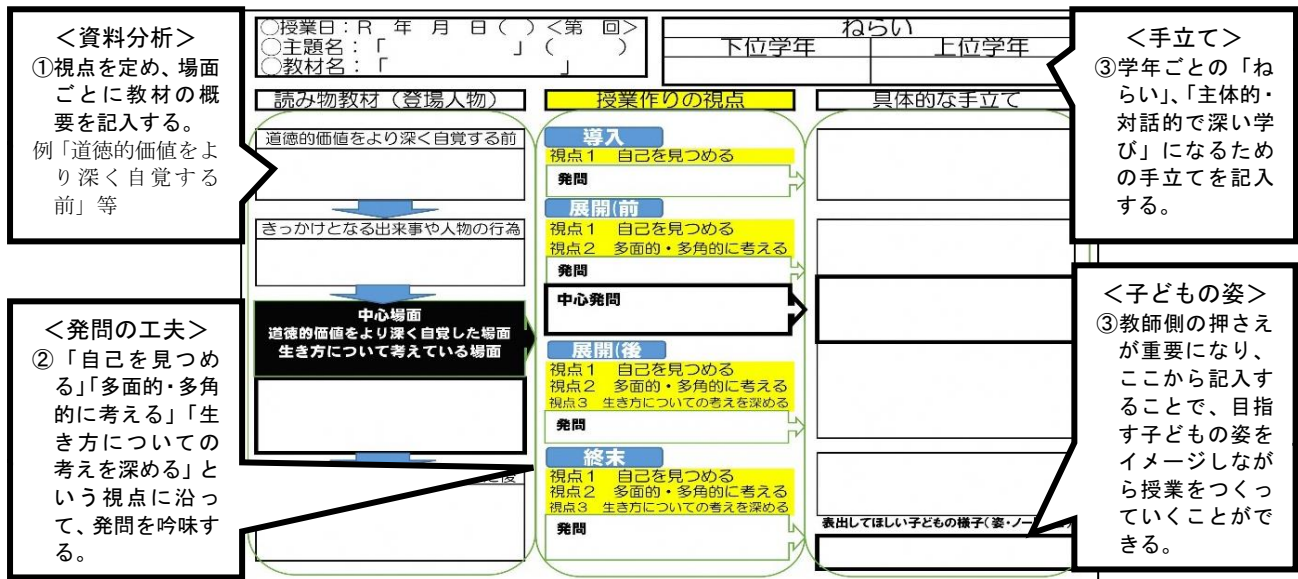 ＜資料分析＞
①視点を定め、場面
ごとに教材の概
要を記入する。
例「道徳的価値をよ
り深く自覚する
前」等
＜発問の工夫＞
②「自己を見つめ
る」「多面的・多角
的に考える」「生
き方についての
考えを深める」と
いう視点に沿っ
て、発問を吟味す
る。
○授業日：R 年 月 日（ ）＜第 回＞
○主題名：「 」（ ）
○教材名：「 」
ねらい
下位学年 上位学年
読み物教材（登場人物）
道徳的価値をより深く自覚する前
きっかけとなる出来事や人物の行為
中心場面
道徳的価値をより深く自覚した場面
生き方について考えている場面
後
授業作りの視点
導入
視点１ 自己を見つめる
発問
展開(前
視点１ 自己を見つめる
視点２ 多面的・多角的に考える
発問
中心発問
展開(後
視点１ 自己を見つめる
視点２ 多面的・多角的に考える
視点３ 生き方についての考えを深める
発問
終末
視点１ 自己を見つめる
視点２ 多面的・多角的に考える
視点３ 生き方についての考えを深める
発問
具体的な手立て
表出してほしい子どもの様子（姿・ノー
＜手立て＞
③学年ごとの「ね
らい」、「主体的・
対話的で深い学
び」になるため
の手立てを記入
する。
＜子どもの姿＞
③教師側の押さえ
が重要になり、
ここから記入す
ることで、目指
す子どもの姿を
イメージしなが
ら授業をつくっ
ていくことがで
きる。